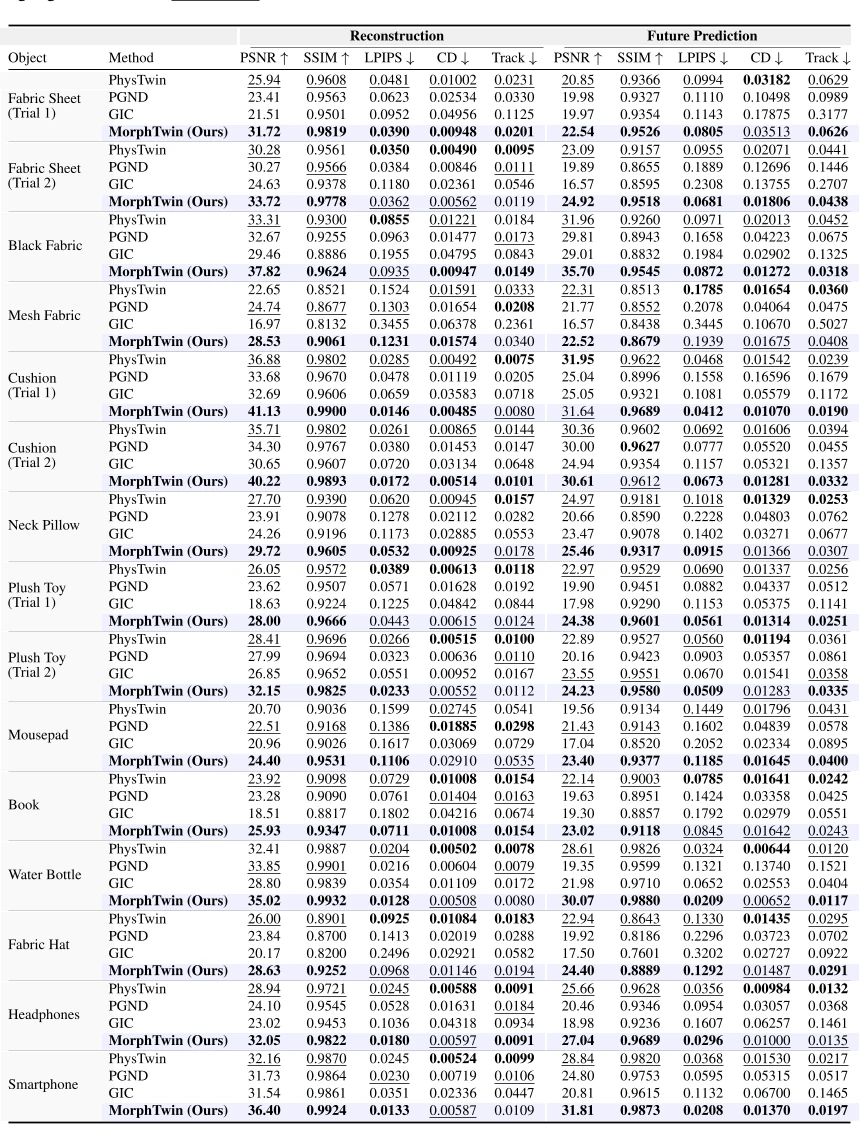 Reconstruction Future Prediction
Object Method PSNR ↑ SSIM ↑ LPIPS ↓ CD ↓ Track ↓ PSNR ↑ SSIM ↑ LPIPS ↓ CD ↓ Track ↓
Fabric Sheet (Trial 1)
PhysTwin 25.94 0.9608 0.0481 0.01002 0.0231 20.85 0.9366 0.0994 0.03182 0.0629
PGND 23.41 0.9563 0.0623 0.02534 0.0330 19.98 0.9327 0.1110 0.10498 0.0989
GIC 21.51 0.9501 0.0952 0.04956 0.1125 19.97 0.9354 0.1143 0.17875 0.3177
MorphTwin (Ours) 31.72 0.9819 0.0390 0.00948 0.0201 22.54 0.9526 0.0805 0.03513 0.0626
Fabric Sheet (Trial 2)
PhysTwin 30.28 0.9561 0.0350 0.00490 0.0095 23.09 0.9157 0.0955 0.02071 0.0441
PGND 30.27 0.9566 0.0384 0.00846 0.0111 19.89 0.8655 0.1889 0.12696 0.1446
GIC 24.63 0.9378 0.1180 0.02361 0.0546 16.57 0.8595 0.2308 0.13755 0.2707
MorphTwin (Ours) 33.72 0.9778 0.0362 0.00562 0.0119 24.92 0.9518 0.0681 0.01806 0.0438
Black Fabric
PhysTwin 33.31 0.9300 0.0855 0.01221 0.0184 31.96 0.9260 0.0971 0.02013 0.0452
PGND 32.67 0.9255 0.0963 0.01477 0.0173 29.81 0.8943 0.1658 0.04223 0.0675
GIC 29.46 0.8886 0.1955 0.04795 0.0843 29.01 0.8832 0.1984 0.02902 0.1325
MorphTwin (Ours) 37.82 0.9624 0.0935 0.00947 0.0149 35.70 0.9545 0.0872 0.01272 0.0318
Mesh Fabric
PhysTwin 22.65 0.8521 0.1524 0.01591 0.0333 22.31 0.8513 0.1785 0.01654 0.0360
PGND 24.74 0.8677 0.1303 0.01654 0.0208 21.77 0.8552 0.2078 0.04064 0.0475
GIC 16.97 0.8132 0.3455 0.06378 0.2361 16.57 0.8438 0.3445 0.10670 0.5027
MorphTwin (Ours) 28.53 0.9061 0.1231 0.01574 0.0340 22.52 0.8679 0.1939 0.01675 0.0408
Cushion (Trial 1)
PhysTwin 36.88 0.9802 0.0285 0.00492 0.0075 31.95 0.9622 0.0468 0.01542 0.0239
PGND 33.68 0.9670 0.0478 0.01119 0.0205 25.04 0.8996 0.1558 0.16596 0.1679
GIC 32.69 0.9606 0.0659 0.03583 0.0718 25.05 0.9321 0.1081 0.05579 0.1172
MorphTwin (Ours) 41.13 0.9900 0.0146 0.00485 0.0080 31.64 0.9689 0.0412 0.01070 0.0190
Cushion (Trial 2)
PhysTwin 35.71 0.9802 0.0261 0.00865 0.0144 30.36 0.9602 0.0692 0.01606 0.0394
PGND 34.30 0.9767 0.0380 0.01453 0.0147 30.00 0.9627 0.0777 0.05520 0.0455
GIC 30.65 0.9607 0.0720 0.03134 0.0648 24.94 0.9354 0.1157 0.05321 0.1357
MorphTwin (Ours) 40.22 0.9893 0.0172 0.00514 0.0101 30.61 0.9612 0.0673 0.01281 0.0332
Neck Pillow
PhysTwin 27.70 0.9390 0.0620 0.00945 0.0157 24.97 0.9181 0.1018 0.01329 0.0253
PGND 23.91 0.9078 0.1278 0.02112 0.0282 20.66 0.8590 0.2228 0.04803 0.0762
GIC 24.26 0.9196 0.1173 0.02885 0.0553 23.47 0.9078 0.1402 0.03271 0.0677
MorphTwin (Ours) 29.72 0.9605 0.0532 0.00925 0.0178 25.46 0.9317 0.0915 0.01366 0.0307
Plush Toy (Trial 1)
PhysTwin 26.05 0.9572 0.0389 0.00613 0.0118 22.97 0.9529 0.0690 0.01337 0.0256
PGND 23.62 0.9507 0.0571 0.01628 0.0192 19.90 0.9451 0.0882 0.04337 0.0512
GIC 18.63 0.9224 0.1225 0.04842 0.0844 17.98 0.9290 0.1153 0.05375 0.1141
MorphTwin (Ours) 28.00 0.9666 0.0443 0.00615 0.0124 24.38 0.9601 0.0561 0.01314 0.0251
Plush Toy (Trial 2)
PhysTwin 28.41 0.9696 0.0266 0.00515 0.0100 22.89 0.9527 0.0560 0.01194 0.0361
PGND 27.99 0.9694 0.0323 0.00636 0.0110 20.16 0.9423 0.0903 0.05357 0.0861
GIC 26.85 0.9652 0.0551 0.00952 0.0167 23.55 0.9551 0.0670 0.01541 0.0358
MorphTwin (Ours) 32.15 0.9825 0.0233 0.00552 0.0112 24.23 0.9580 0.0509 0.01283 0.0335
Mousepad
PhysTwin 20.70 0.9036 0.1599 0.02745 0.0541 19.56 0.9134 0.1449 0.01796 0.0431
PGND 22.51 0.9168 0.1386 0.01885 0.0298 21.43 0.9143 0.1602 0.04839 0.0578
GIC 20.96 0.9026 0.1617 0.03069 0.0729 17.04 0.8520 0.2052 0.02334 0.0895
MorphTwin (Ours) 24.40 0.9531 0.1106 0.02910 0.0535 23.40 0.9377 0.1185 0.01645 0.0400
Book
PhysTwin 23.92 0.9098 0.0729 0.01008 0.0154 22.14 0.9003 0.0785 0.01641 0.0242
PGND 23.28 0.9090 0.0761 0.01404 0.0163 19.63 0.8951 0.1424 0.03358 0.0425
GIC 18.51 0.8817 0.1802 0.04216 0.0674 19.30 0.8857 0.1792 0.02979 0.0551
MorphTwin (Ours) 25.93 0.9347 0.0711 0.01008 0.0154 23.02 0.9118 0.0845 0.01642 0.0243
Water Bottle
PhysTwin 32.41 0.9887 0.0204 0.00502 0.0078 28.61 0.9826 0.0324 0.00644 0.0120
PGND 33.85 0.9901 0.0216 0.00604 0.0079 19.35 0.9599 0.1321 0.13740 0.1521
GIC 28.80 0.9839 0.0354 0.01109 0.0172 21.98 0.9710 0.0652 0.02553 0.0404
MorphTwin (Ours) 35.02 0.9932 0.0128 0.00508 0.0080 30.07 0.9880 0.0209 0.00652 0.0117
Fabric Hat
PhysTwin 26.00 0.8901 0.0925 0.01084 0.0183 22.94 0.8643 0.1330 0.01435 0.0295
PGND 23.84 0.8700 0.1413 0.02019 0.0288 19.92 0.8186 0.2296 0.03723 0.0702
GIC 20.17 0.8200 0.2496 0.02921 0.0582 17.50 0.7601 0.3202 0.02727 0.0922
MorphTwin (Ours) 28.63 0.9252 0.0968 0.01146 0.0194 24.40 0.8889 0.1292 0.01487 0.0291
Headphones
PhysTwin 28.94 0.9721 0.0245 0.00588 0.0091 25.66 0.9628 0.0356 0.00984 0.0132
PGND 24.10 0.9545 0.0528 0.01631 0.0184 20.46 0.9346 0.0954 0.03057 0.0368
GIC 23.02 0.9453 0.1036 0.04318 0.0934 18.98 0.9236 0.1607 0.06257 0.1461
MorphTwin (Ours) 32.05 0.9822 0.0180 0.00597 0.0091 27.04 0.9689 0.0296 0.01000 0.0135
Smartphone
PhysTwin 32.16 0.9870 0.0245 0.00524 0.0099 28.84 0.9820 0.0368 0.01530 0.0217
PGND 31.73 0.9864 0.0230 0.00719 0.0106 24.80 0.9753 0.0595 0.05315 0.0517
GIC 31.54 0.9861 0.0351 0.02336 0.0447 20.81 0.9615 0.1132 0.06700 0.1465
MorphTwin (Ours) 36.40 0.9924 0.0133 0.00587 0.0109 31.81 0.9873 0.0208 0.01370 0.0197